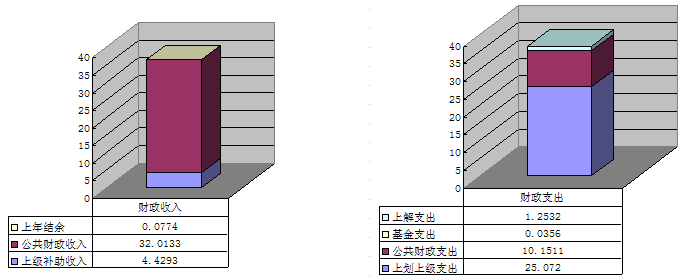 40
35
30
25
20
15
10
5
0
财政收入
上年结余 0.0774
公共财政收入 32.0133
上级补助收入 4.4293
40
35
30
25
20
15
10
5
0
财政支出
上解支出 1.2532
基金支出 0.0356
公共财政支出 10.1511
上划上级支出 25.072